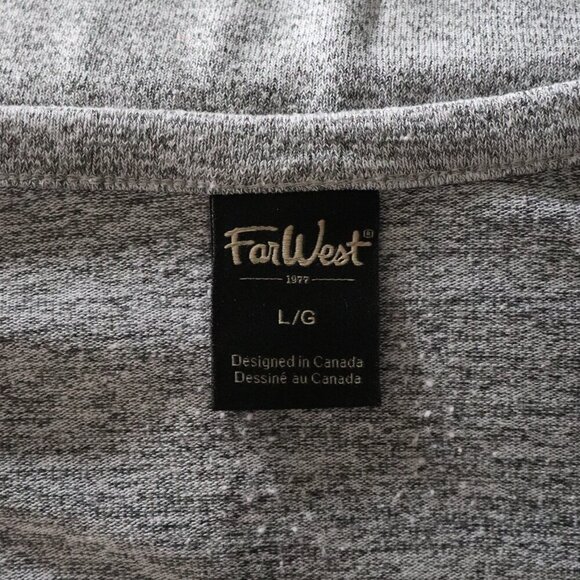 FarWest®
1977
L/G
Designed in Canada
Dessiné au Canada